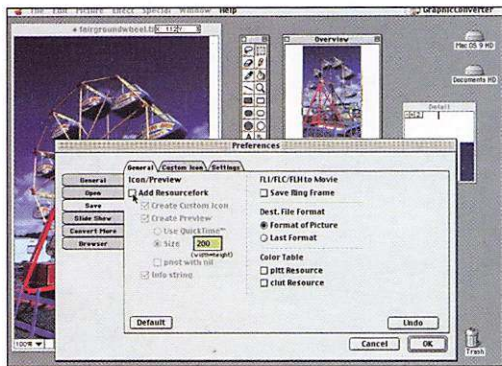 File Edit Picture Effect Special Window Help
GraphicConverter
112%
Overview
Mac OS 9 HD
Documents HD
Detail
Preferences
General Custom Icon Settings
General
Open
Save
Slide Show
Convert More
Browser
Icon/Preview
Add Resourcefork
Create Custom Icon
Create Preview
Use QuickTime™
Size 200
(width=height)
pnot with nil
Info string
FLI/FLC/FLH to Movie
Save Ring Frame
Dest. File Format
Format of Picture
Last Format
Color Table
pltt Resource
clut Resource
Default
Undo
Cancel
OK
100%
Trash